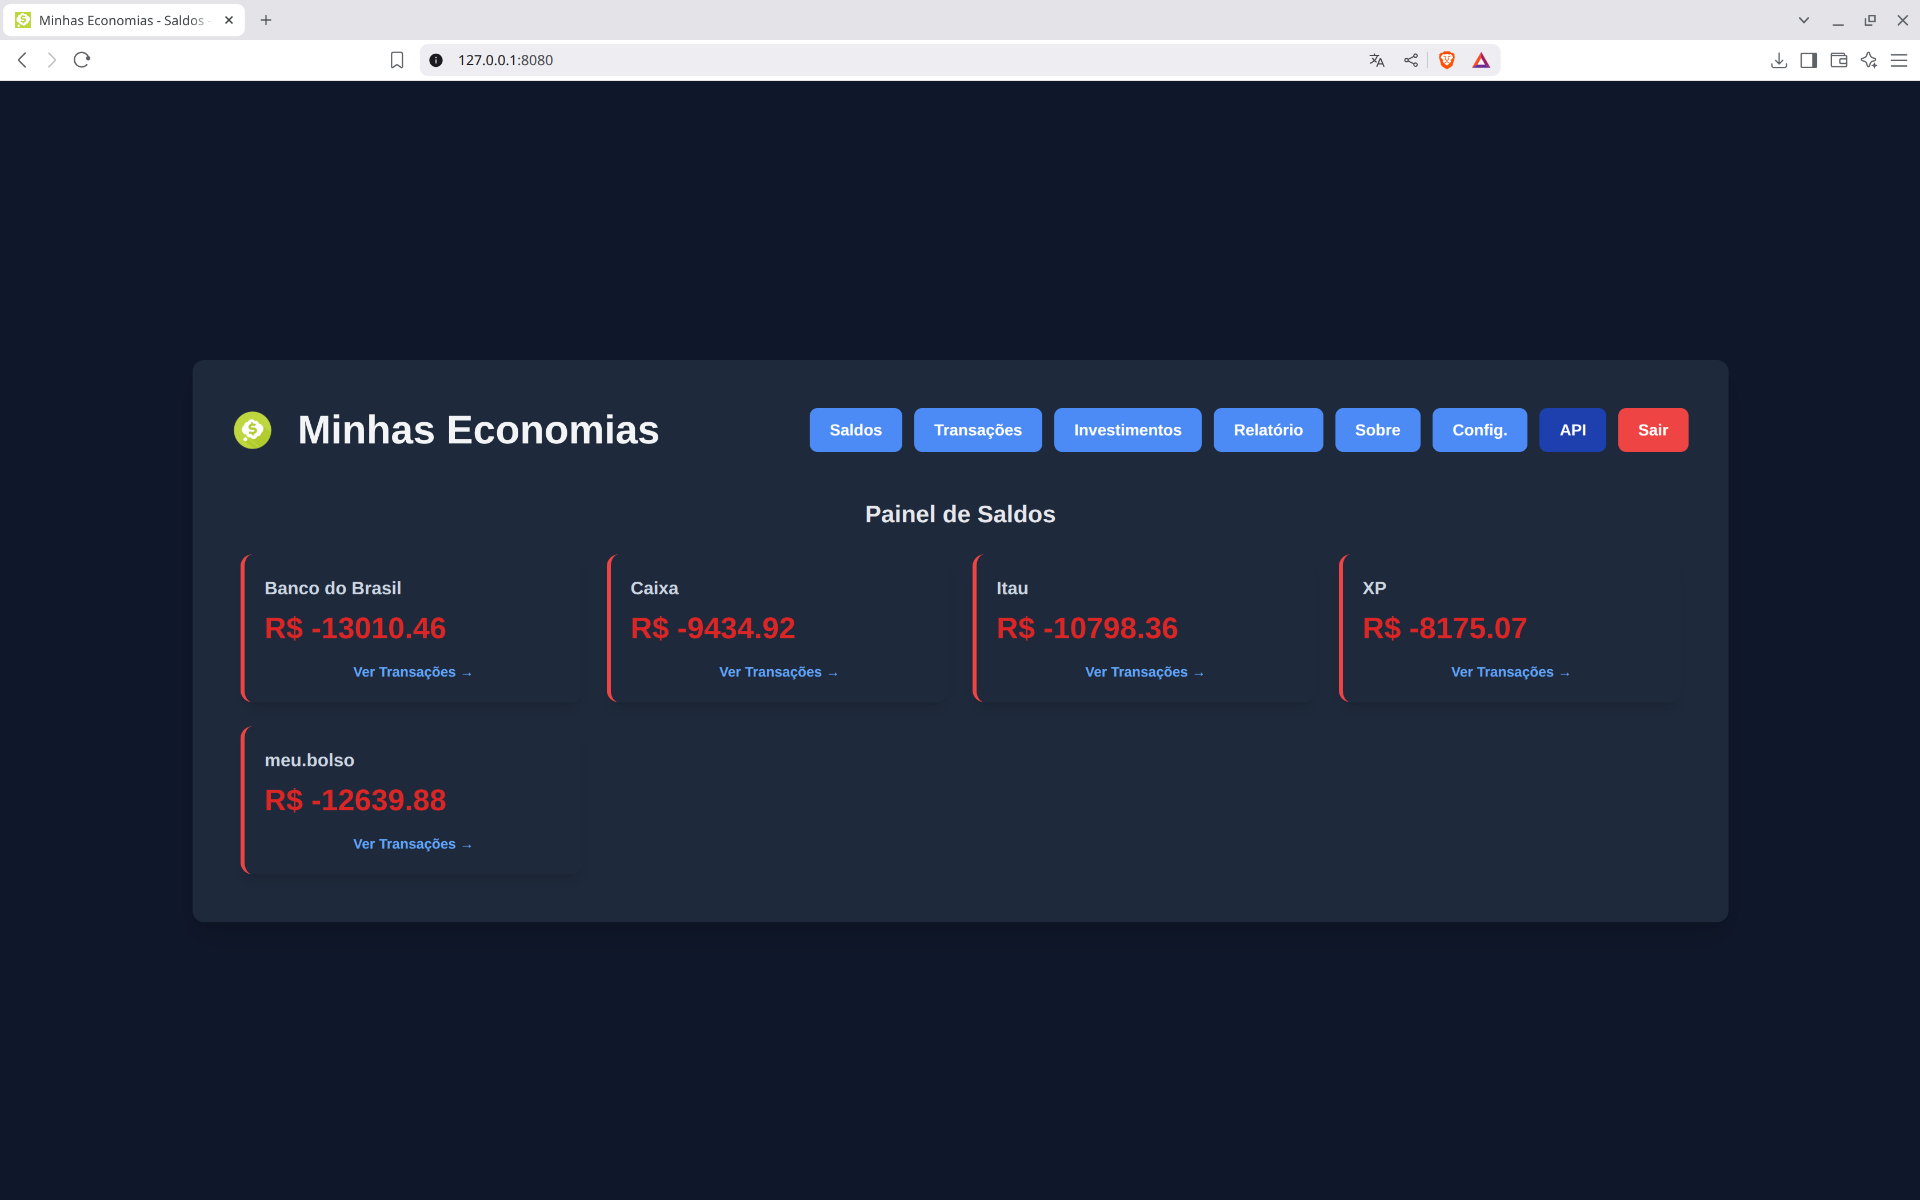 Minhas Economias - Saldos
127.0.0.1:8080
Minhas Economias
Saldos
Transações
Investimentos
Relatório
Sobre
Config.
API
Sair
Painel de Saldos
Banco do Brasil
R$ -13010.46
Ver Transações →
Caixa
R$ -9434.92
Ver Transações →
Itau
R$ -10798.36
Ver Transações →
XP
R$ -8175.07
Ver Transações →
meu.bolso
R$ -12639.88
Ver Transações →